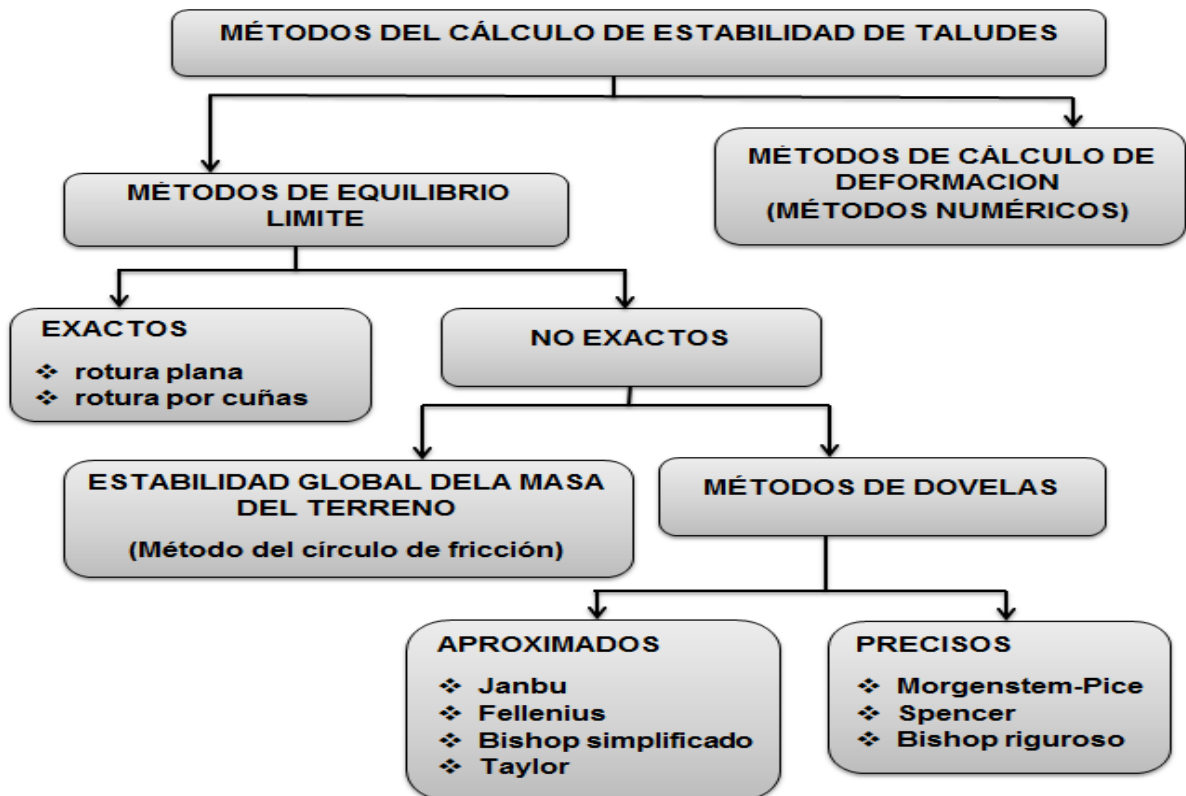 MÉTODOS DEL CÁLCULO DE ESTABILIDAD DE TALUDES
MÉTODOS DE CÁLCULO DE
DEFORMACION
(MÉTODOS NUMÉRICOS)
MÉTODOS DE EQUILIBRIO
LIMITE
EXACTOS
❖ rotura plana
❖ rotura por cuñas
NO EXACTOS
ESTABILIDAD GLOBAL DELA MASA
DEL TERRENO
(Método del círculo de fricción)
MÉTODOS DE DOVELAS
APROXIMADOS
❖ Janbu
❖ Fellenius
❖ Bishop simplificado
❖ Taylor
PRECISOS
❖ Morgenstem-Pice
❖ Spencer
❖ Bishop riguroso